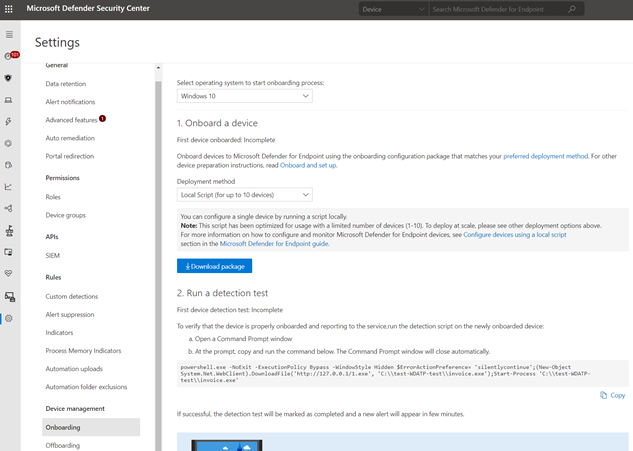 Microsoft Defender Security Center
Device
Search Microsoft Defender for Endpoint
Settings
General
Data retention
Alert notifications
Advanced features 1
Auto remediation
Portal redirection
Permissions
Roles
Device groups
APIs
SIEM
Rules
Custom detections
Alert suppression
Indicators
Process Memory Indicators
Automation uploads
Automation folder exclusions
Device management
Onboarding
Offboarding
Select operating system to start onboarding process:
Windows 10
1. Onboard a device
First device onboarded: Incomplete
Onboard devices to Microsoft Defender for Endpoint using the onboarding configuration package that matches your preferred deployment method. For other
device preparation instructions, read Onboard and set up.
Deployment method
Local Script (for up to 10 devices)
You can configure a single device by running a script locally.
Note: This script has been optimized for usage with a limited number of devices (1-10). To deploy at scale, please see other deployment options above.
For more information on how to configure and monitor Microsoft Defender for Endpoint devices, see Configure devices using a local script
section in the Microsoft Defender for Endpoint guide.
Download package
2. Run a detection test
First device detection test: Incomplete
To verify that the device is properly onboarded and reporting to the service,run the detection script on the newly onboarded device:
a. Open a Command Prompt window
b. At the prompt, copy and run the command below. The Command Prompt window will close automatically.
powershell.exe -NoExit -ExecutionPolicy Bypass -WindowStyle Hidden $ErrorActionPreference= 'silentlycontinue';(New-Object
System.Net.WebClient).DownloadFile('http://127.0.0.1/1.exe', 'C:\\test-WDATP-test\\invoice.exe');Start-Process 'C:\\test-WDATP-
test\\invoice.exe'
Copy
If successful, the detection test will be marked as completed and a new alert will appear in few minutes.